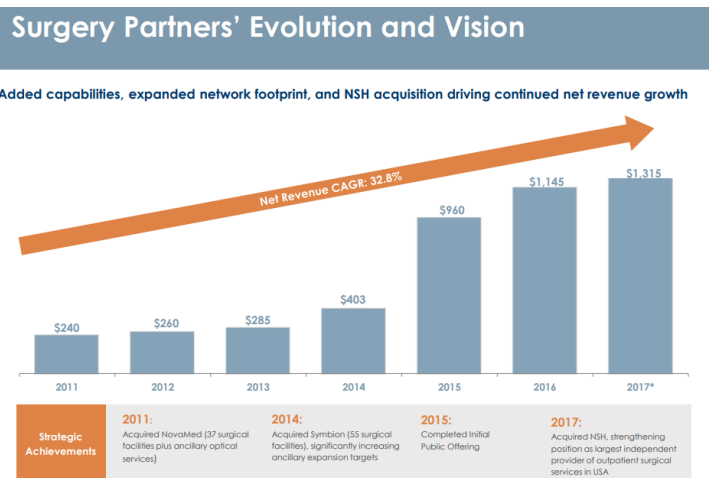 Surgery Partners' Evolution and Vision
Added capabilities, expanded network footprint, and NSH acquisition driving continued net revenue growth
Net Revenue CAGR: 32.8%
$240
$260
$285
$403
$960
$1,145
$1,315
2011
2012
2013
2014
2015
2016
2017*
Strategic
Achievements
2011:
Acquired NovaMed (37 surgical
facilities plus ancillary optical
services)
2014:
Acquired Symbion (55 surgical
facilities), significantly increasing
ancillary expansion targets
2015:
Completed Initial
Public Offering
2017:
Acquired NSH, strengthening
position as largest independent
provider of outpatient surgical
services in USA